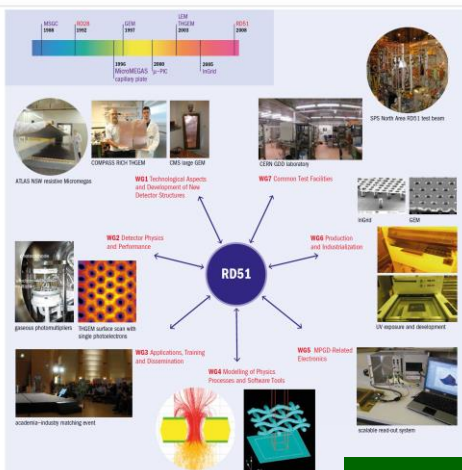 MSGC
1988
RD28
1992
GEM
1997
LEM
THGEM
2003
RD51
2008
1996
MicroMEGAS
capillary plate
2000
μ-PIC
2005
InGrid
SPS North Area RD51 test beam
COMPASS RICH THGEM
CMS large GEM
CERN GDD laboratory
ATLAS NSW resistive Micromegas
WG1 Technological Aspects
and Development of New
Detector Structures
WG7 Common Test Facilities
InGrid
GEM
WG2 Detector Physics
and Performance
WG6 Production
and Industrialization
RD51
gaseous photomultipliers
THGEM surface scan with
single photoelectrons
UV exposure and development
WG3 Applications, Training
and Dissemination
WG5 MPGD-Related
Electronics
WG4 Modelling of Physics
Processes and Software Tools
academia–industry matching event
scalable read-out system